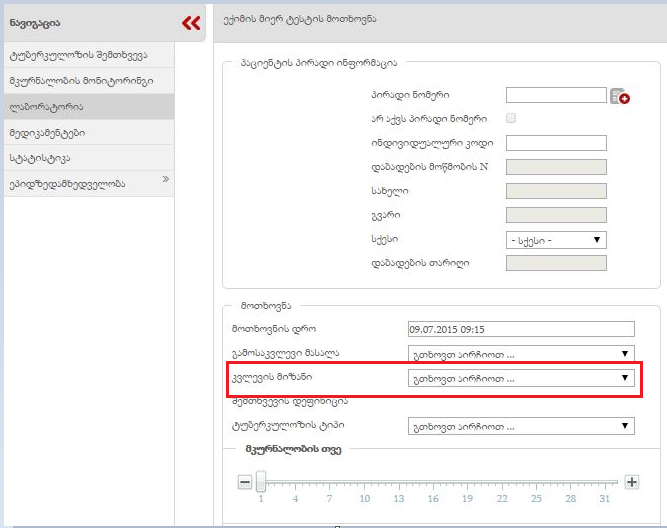 ნავიგაცია
ტუბერკულოზის შემთხვევა
მკურნალობის მონიტორინგი
ლაბორატორია
მედიკამენტები
სტატისტიკა
ეპიდზედამხედველობა »
ექიმის მიერ ტესტის მოთხოვნა
პაციენტის პირადი ინფორმაცია
პირადი ნომერი
არ აქვს პირადი ნომერი
ინდივიდუალური კოდი
დაბადების მოწმობის N
სახელი
გვარი
სქესი - სქესი -
დაბადების თარიღი
მოთხოვნა
მოთხოვნის დრო 09.07.2015 09:15
გამოსაკვლევი მასალა გთხოვთ აირჩიოთ ...
კვლევის მიზანი გთხოვთ აირჩიოთ ...
შემთხვევის დეფინიცია
ტუბერკულოზის ტიპი გთხოვთ აირჩიოთ ...
მკურნალობის თვე
1 4 7 10 13 16 19 22 25 28 31